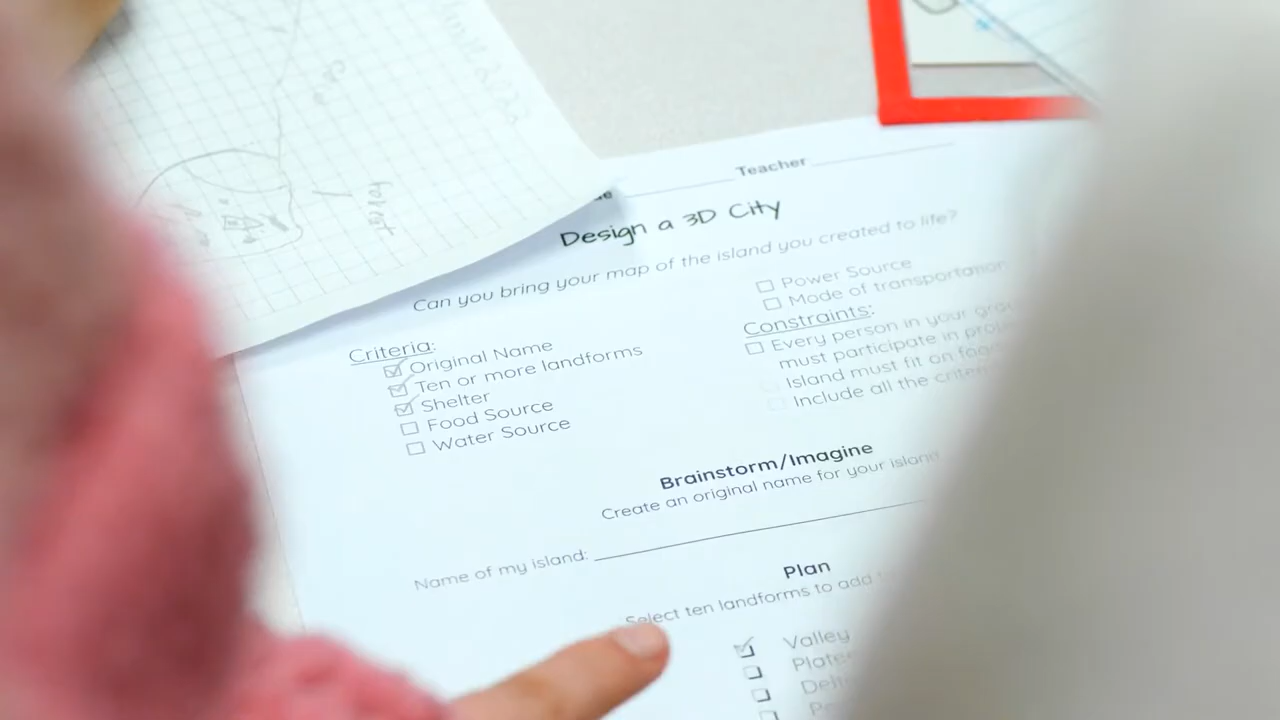 Teacher
Design a 3D City
Can you bring your map of the island you created to life?
Criteria:
Original Name
Ten or more landforms
Shelter
Food Source
Water Source
Power Source
Mode of transportation
Constraints:
Every person in your
must participate in
Island must fit on
Include all the
Brainstorm/Imagine
Create an original name for your island
Name of my island:
Plan
Select ten landforms to add
Valley